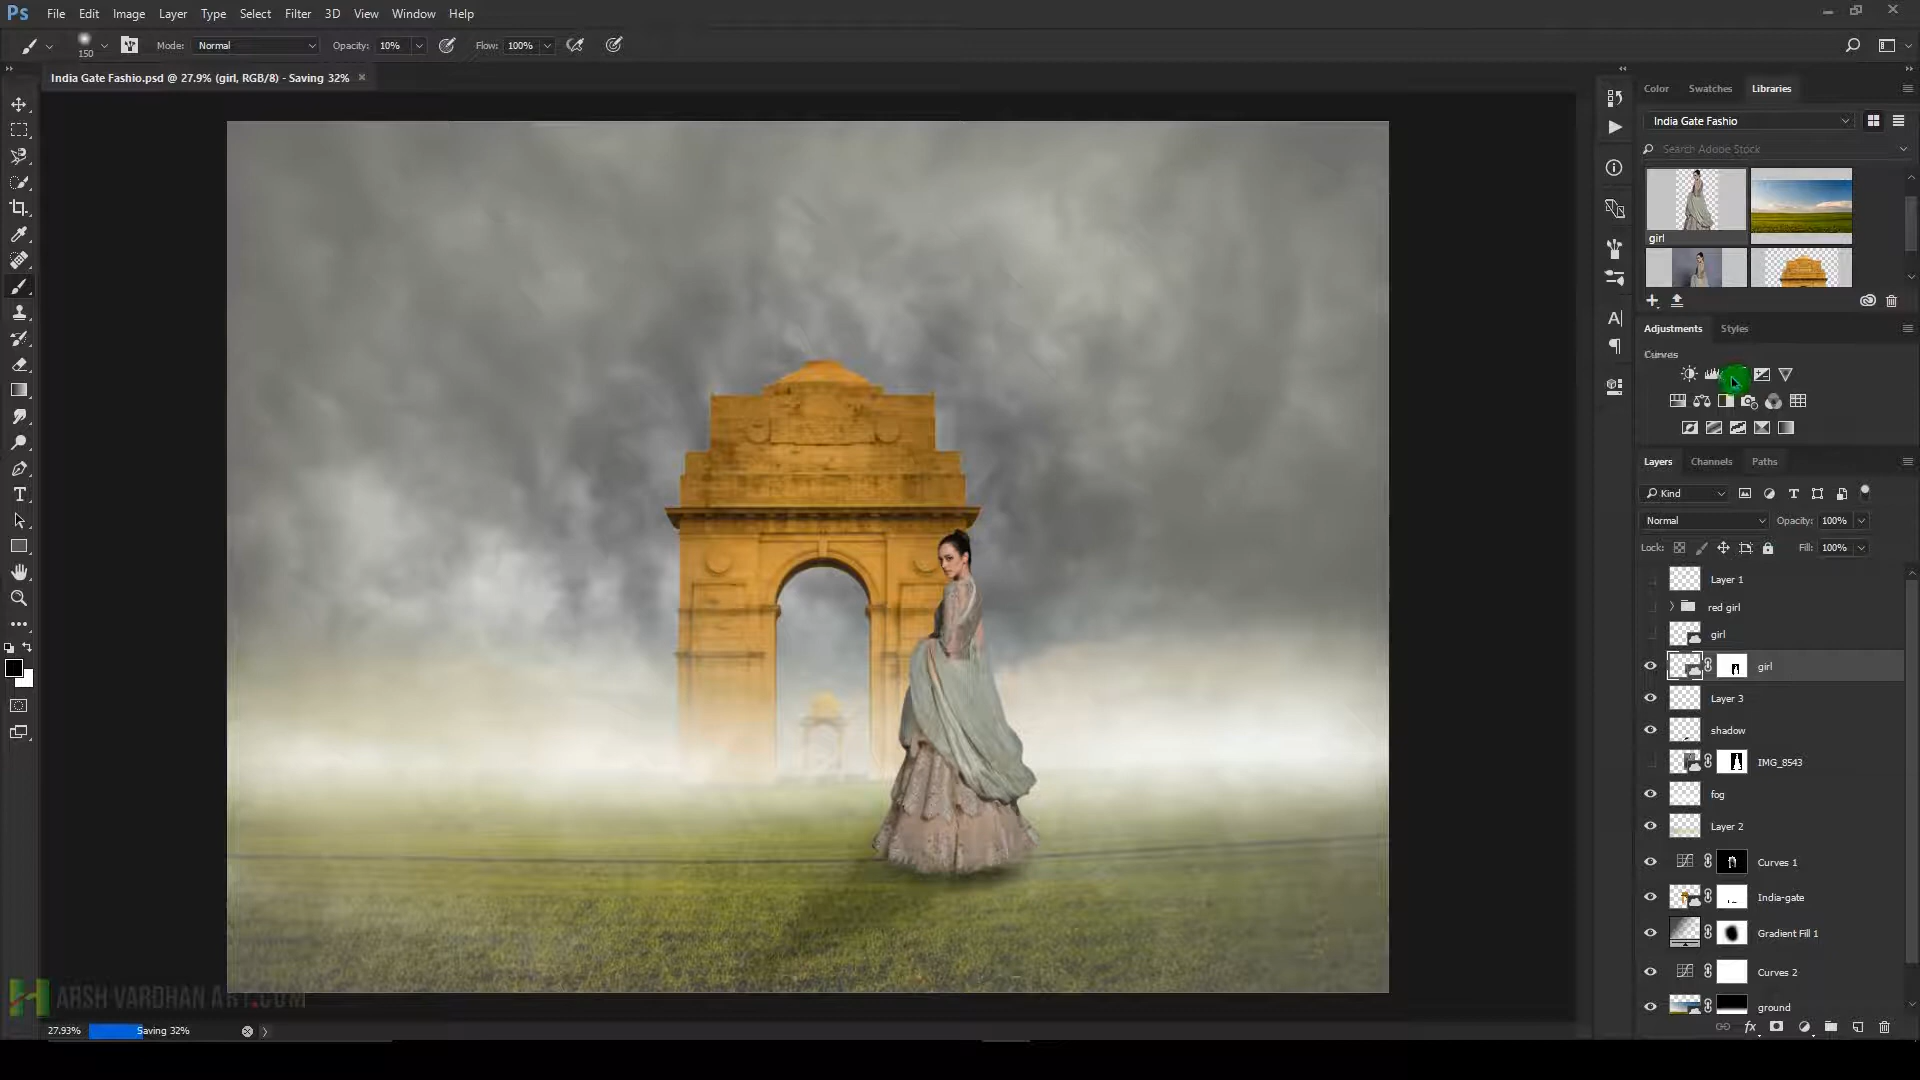 Ps File Edit Image Layer Type Select Filter 3D View Window Help
150 Mode: Normal Opacity: 10% Flow: 100%
India Gate Fashio.psd @ 27.9% (girl, RGB/8) - Saving 32% ×
Color Swatches Libraries
India Gate Fashio
Search Adobe Stock
girl
Adjustments Styles
Curves
Layers Channels Paths
Kind
Normal Opacity: 100%
Lock: Fill: 100%
Layer 1
red girl
girl
girl
Layer 3
shadow
IMG_8543
fog
Layer 2
Curves 1
India-gate
Gradient Fill 1
Curves 2
ground
HARSH VARDHAN ART.COM
27.93% Saving 32%